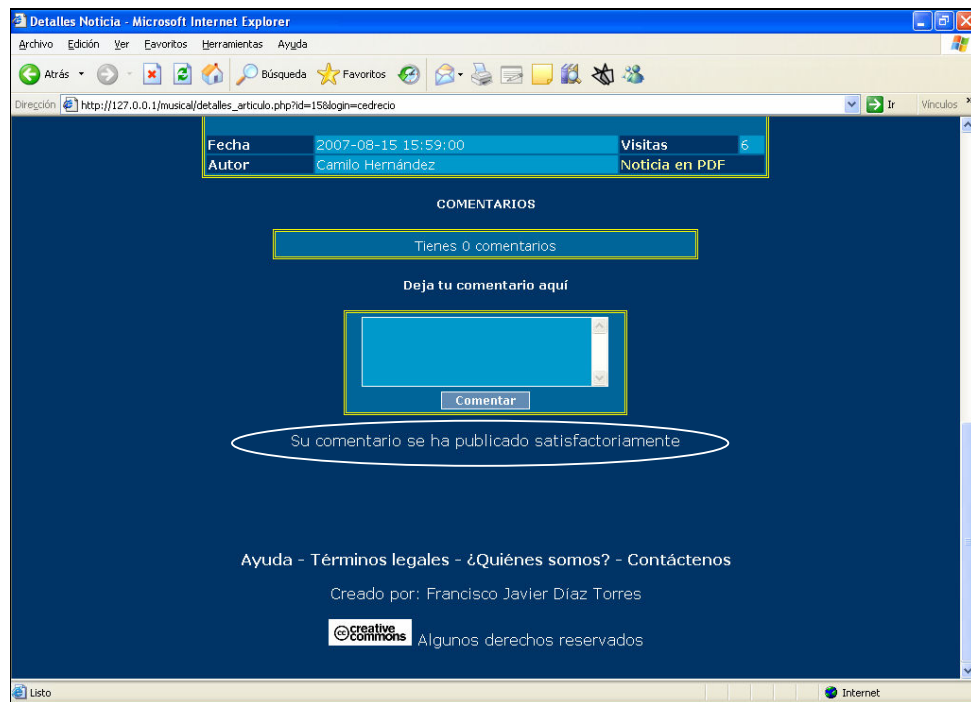 Detalles Noticia - Microsoft Internet Explorer
Archivo Edición Ver Favoritos Herramientas Ayuda
Atrás Búsqueda Favoritos
Dirección http://127.0.0.1/musical/detalles_articulo.php?id=15&login=cedrecio Ir Vínculos
Fecha 2007-08-15 15:59:00 Visitas 6
Autor Camilo Hernández Noticia en PDF
COMENTARIOS
Tienes 0 comentarios
Deja tu comentario aquí
Comentar
Su comentario se ha publicado satisfactoriamente
Ayuda - Términos legales - ¿Quiénes somos? - Contáctenos
Creado por: Francisco Javier Díaz Torres
cc creative commons Algunos derechos reservados
Listo Internet